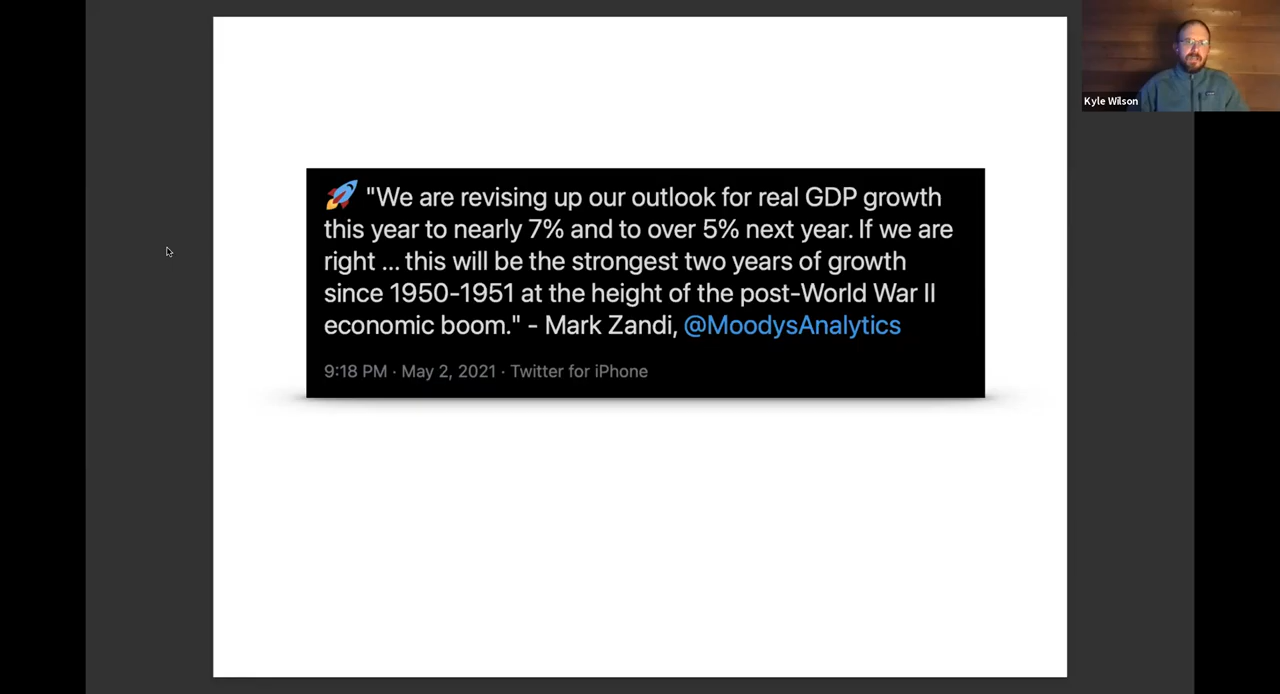 Kyle Wilson
🚀 "We are revising up our outlook for real GDP growth
this year to nearly 7% and to over 5% next year. If we are
right ... this will be the strongest two years of growth
since 1950-1951 at the height of the post-World War II
economic boom." - Mark Zandi, @MoodysAnalytics
9:18 PM · May 2, 2021 · Twitter for iPhone